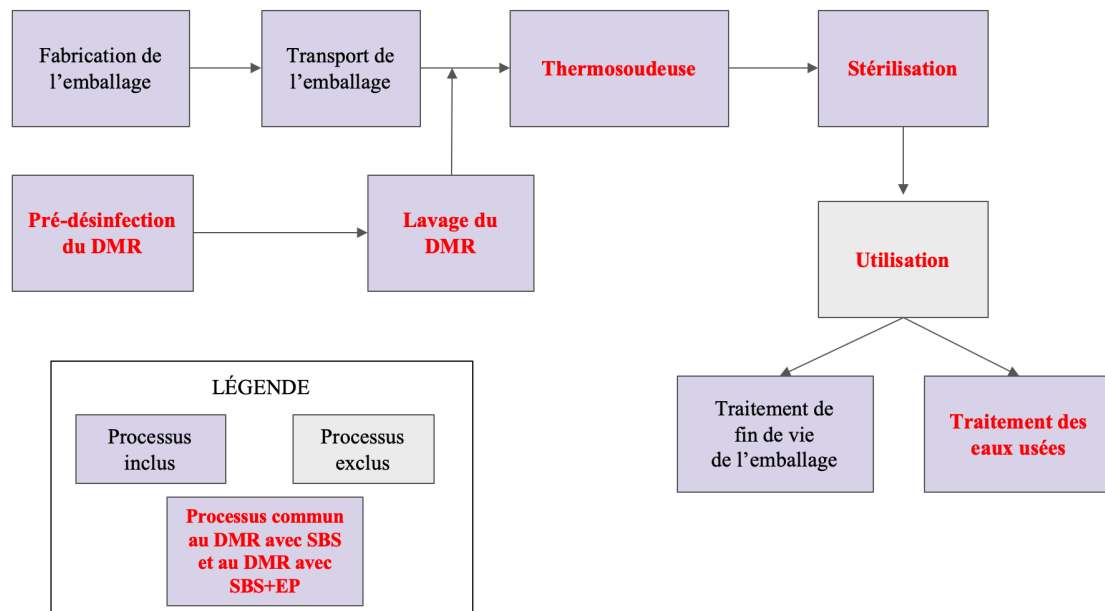 Fabrication de
l’emballage
Transport de
l’emballage
Thermosoudeuse
Stérilisation
Pré-désinfection
du DMR
Lavage du
DMR
Utilisation
Traitement de
fin de vie
de l’emballage
Traitement des
eaux usées
LÉGENDE
Processus
inclus
Processus
exclus
Processus commun
au DMR avec SBS
et au DMR avec
SBS+EP